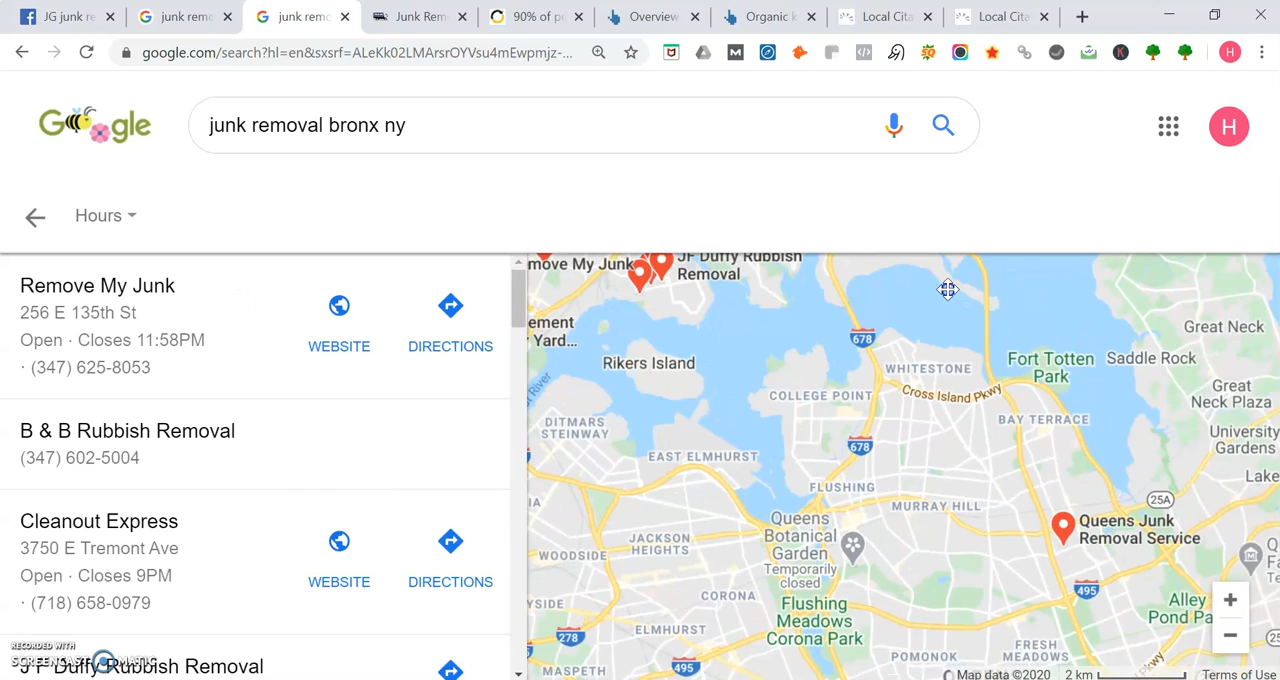 JG junk re
junk remo
junk remo
Junk Rem
90% of p
Overview
Organic k
Local Cita
Local Cita
google.com/search?hl=en&sxsrf=ALeKk02LMArsrOYVsu4mEwpmjz-...
Google
junk removal bronx ny
H
Hours
Remove My Junk
256 E 135th St
Open · Closes 11:58PM
· (347) 625-8053
WEBSITE
DIRECTIONS
B & B Rubbish Removal
(347) 602-5004
Cleanout Express
3750 E Tremont Ave
Open · Closes 9PM
· (718) 658-0979
WEBSITE
DIRECTIONS
J F Duffy Rubbish Removal
RECORDED WITH
SCREENCAST MATIC
move My Junk
JF Duffy Rubbish
Removal
ement
Yard...
Rikers Island
678
WHITESTONE
Fort Totten
Park
Saddle Rock
Great Neck
Great
Neck Plaza
COLLEGE POINT
Cross Island Pkwy
BAY TERRACE
DITMARS
STEINWAY
EAST ELMHURST
678
University
Gardens
Lake
FLUSHING
MURRAY HILL
25A
Queens Junk
Removal Service
Queens
Botanical
Garden
Temporarily
closed
JACKSON
HEIGHTS
WOODSIDE
CORONA
Flushing
Meadows
Corona Park
495
Alley
Pond Pa
YSIDE
278
ELMHURST
495
MASPETH
POMONOK
FRESH
MEADOWS
Map data ©2020
2 km
Terms of Use